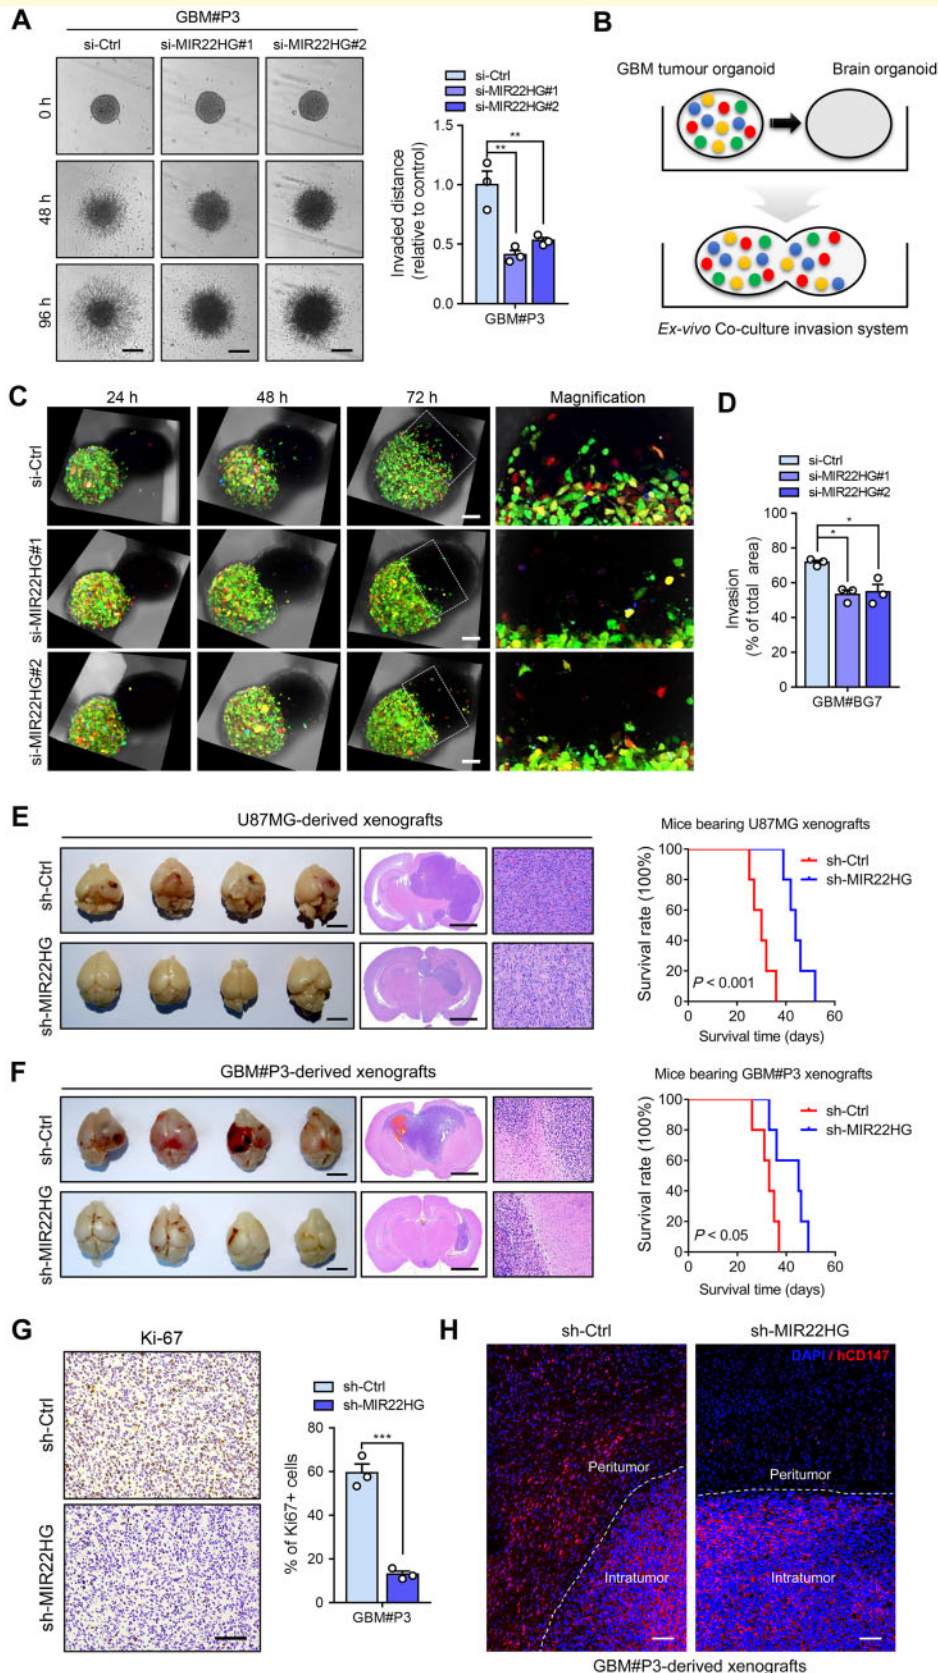 A
GBM#P3
si-Ctrl
si-MIR22HG#1
si-MIR22HG#2
0 h
48 h
96 h
si-Ctrl
si-MIR22HG#1
si-MIR22HG#2
Invaded distance
(relative to control)
1.5
1.0
0.5
0.0
**
**
GBM#P3
B
GBM tumour organoid
Brain organoid
Ex-vivo Co-culture invasion system
C
24 h
48 h
72 h
Magnification
si-Ctrl
si-MIR22HG#1
si-MIR22HG#2
D
si-Ctrl
si-MIR22HG#1
si-MIR22HG#2
Invasion
(% of total area)
100
80
60
40
20
0
*
*
GBM#BG7
E
U87MG-derived xenografts
sh-Ctrl
sh-MIR22HG
Mice bearing U87MG xenografts
sh-Ctrl
sh-MIR22HG
Survival rate (100%)
100
80
60
40
20
0
P < 0.001
0
20
40
60
Survival time (days)
F
GBM#P3-derived xenografts
sh-Ctrl
sh-MIR22HG
Mice bearing GBM#P3 xenografts
sh-Ctrl
sh-MIR22HG
Survival rate (100%)
100
80
60
40
20
0
P < 0.05
0
20
40
60
Survival time (days)
G
Ki-67
sh-Ctrl
sh-MIR22HG
sh-Ctrl
sh-MIR22HG
% of Ki67+ cells
80
60
40
20
0
***
GBM#P3
H
sh-Ctrl
sh-MIR22HG
DAPI / hCD147
Peritumor
Intratumor
Peritumor
Intratumor
GBM#P3-derived xenografts